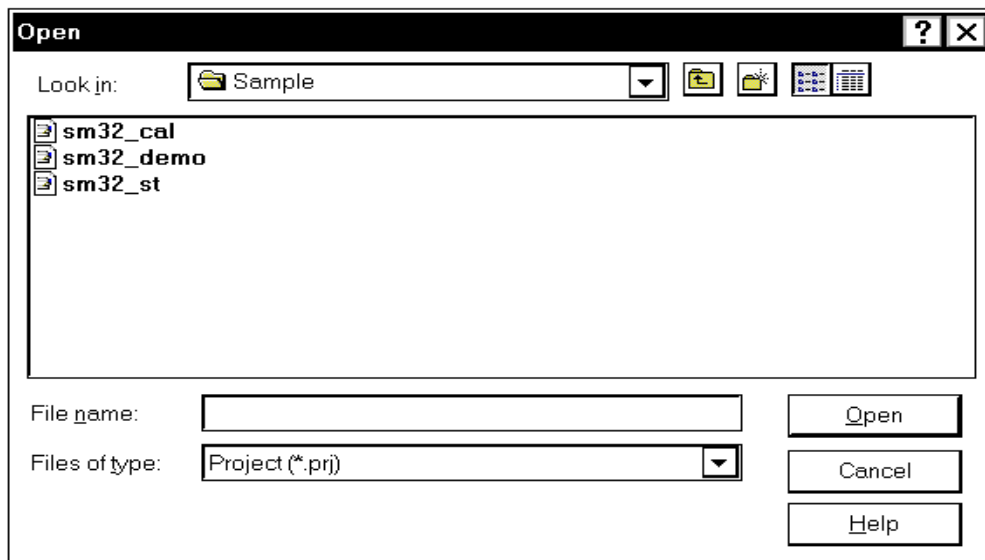 Open
Look in: Sample
sm32_cal
sm32_demo
sm32_st
File name:
Open
Files of type: Project (*.prj)
Cancel
Help